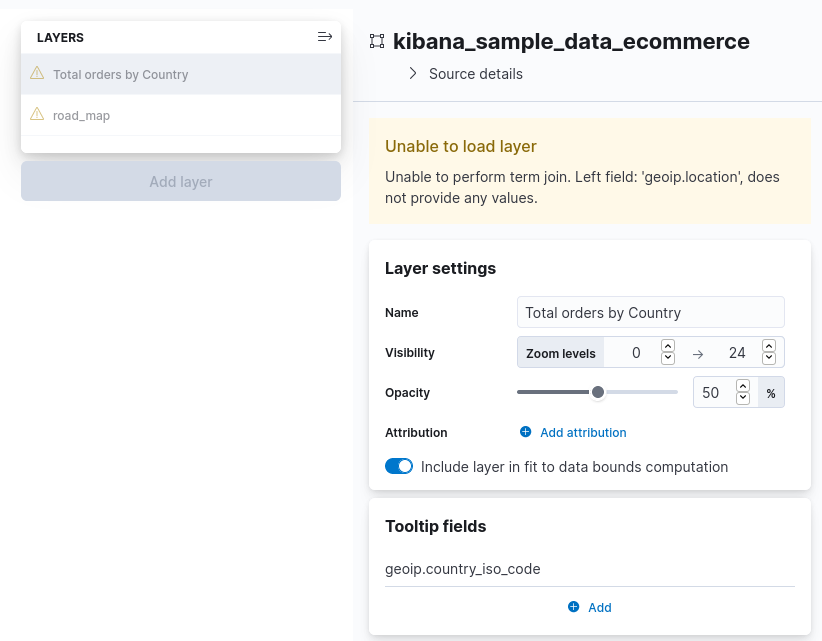 LAYERS
Total orders by Country
road_map
Add layer
kibana_sample_data_ecommerce
Source details
Unable to load layer
Unable to perform term join. Left field: 'geoip.location', does
not provide any values.
Layer settings
Name Total orders by Country
Visibility Zoom levels 0 → 24
Opacity 50 %
Attribution Add attribution
Include layer in fit to data bounds computation
Tooltip fields
geoip.country_iso_code
Add